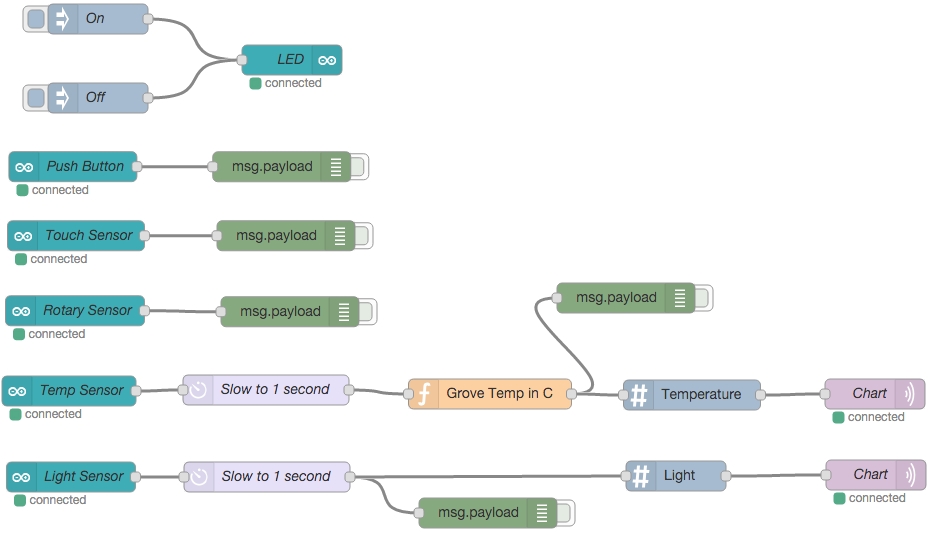 On
LED
connected
Off
Push Button
msg.payload
connected
Touch Sensor
msg.payload
connected
msg.payload
Rotary Sensor
msg.payload
connected
Temp Sensor
Slow to 1 second
Grove Temp in C
Temperature
Chart
connected
connected
Light Sensor
Slow to 1 second
Light
Chart
connected
connected
msg.payload